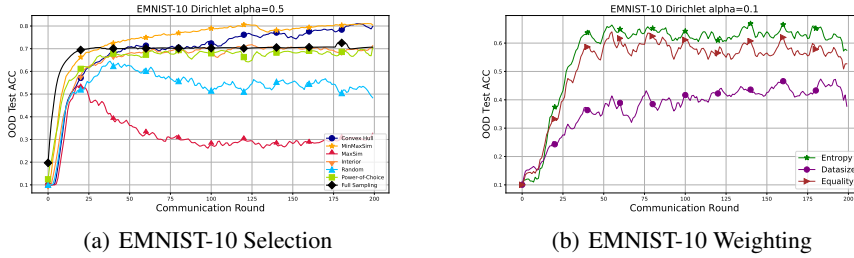 EMNIST-10 Dirichlet alpha=0.5
OOD Test ACC
0.8
0.7
0.6
0.5
0.4
0.3
0.2
0.1
Convex Hull
MinMaxSim
MaxSim
Interior
Random
Power-of-Choice
Full Sampling
0 25 50 75 100 125 150 175 200
Communication Round
(a) EMNIST-10 Selection
EMNIST-10 Dirichlet alpha=0.1
OOD Test ACC
0.6
0.5
0.4
0.3
0.2
0.1
Entropy
Datasize
Equality
0 25 50 75 100 125 150 175 200
Communication Round
(b) EMNIST-10 Weighting